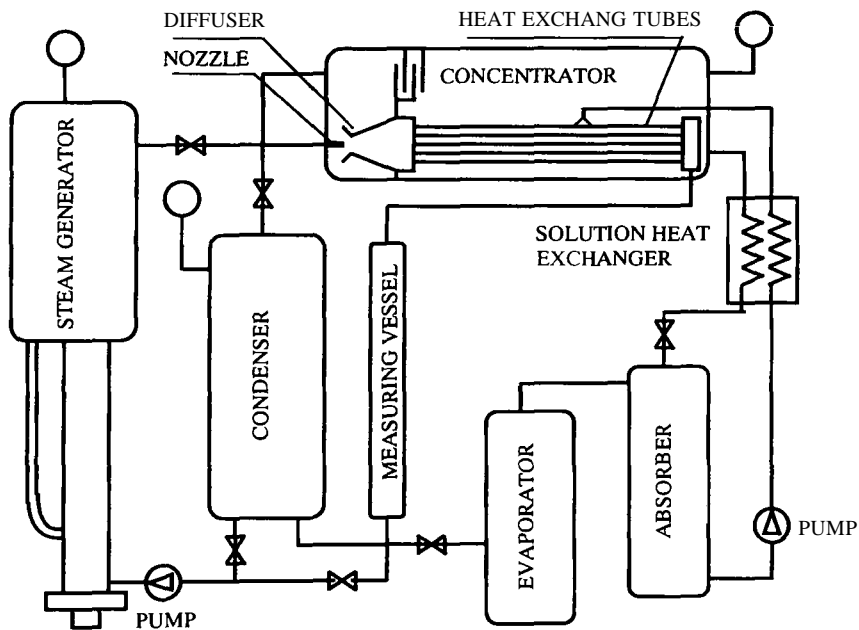 DIFFUSER
HEAT EXCHANG TUBES
NOZZLE
CONCENTRATOR
STEAM GENERATOR
SOLUTION HEAT
EXCHANGER
CONDENSER
MEASURING VESSEL
EVAPORATOR
ABSORBER
PUMP
PUMP